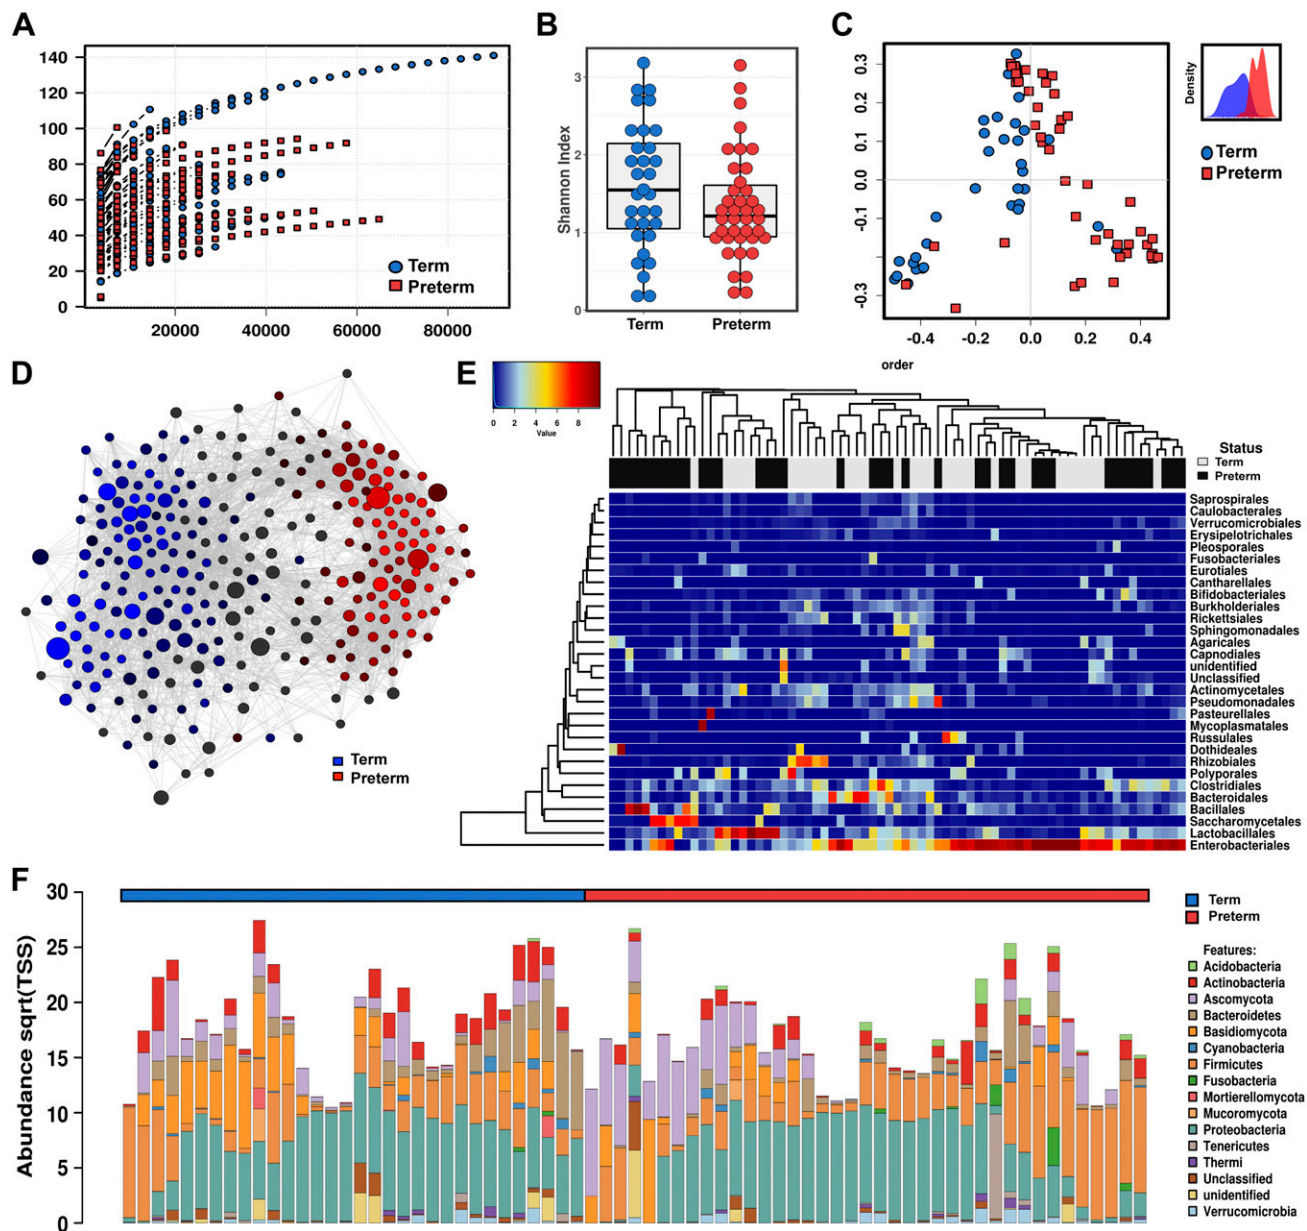 A
140
120
100
80
60
40
20
0
20000 40000 60000 80000
Term
Preterm
B
Shannon Index
3
2
1
0
Term Preterm
C
0.3
0.2
0.1
0.0
-0.1
-0.3
-0.4 -0.2 0.0 0.2 0.4
order
Density
Term
Preterm
D
Term
Preterm
E
0 2 4 6 8
Value
Status
Term
Preterm
Saprospirales
Caulobacterales
Verrucomicrobiales
Erysipelotrichales
Pleosporales
Fusobacteriales
Eurotiales
Cantharellales
Bifidobacteriales
Burkholderiales
Rickettsiales
Sphingomonadales
Agaricales
Capnodiales
unidentified
Unclassified
Actinomycetales
Pseudomonadales
Pasteurellales
Mycoplasmatales
Russulales
Dothideales
Rhizobiales
Polyporales
Clostridiales
Bacteroidales
Bacillales
Saccharomycetales
Lactobacillales
Enterobacteriales
F
Abundance sqrt(TSS)
30
25
20
15
10
5
0
Term
Preterm
Features:
Acidobacteria
Actinobacteria
Ascomycota
Bacteroidetes
Basidiomycota
Cyanobacteria
Firmicutes
Fusobacteria
Mortierellomycota
Mucoromycota
Proteobacteria
Tenericutes
Thermi
Unclassified
unidentified
Verrucomicrobia